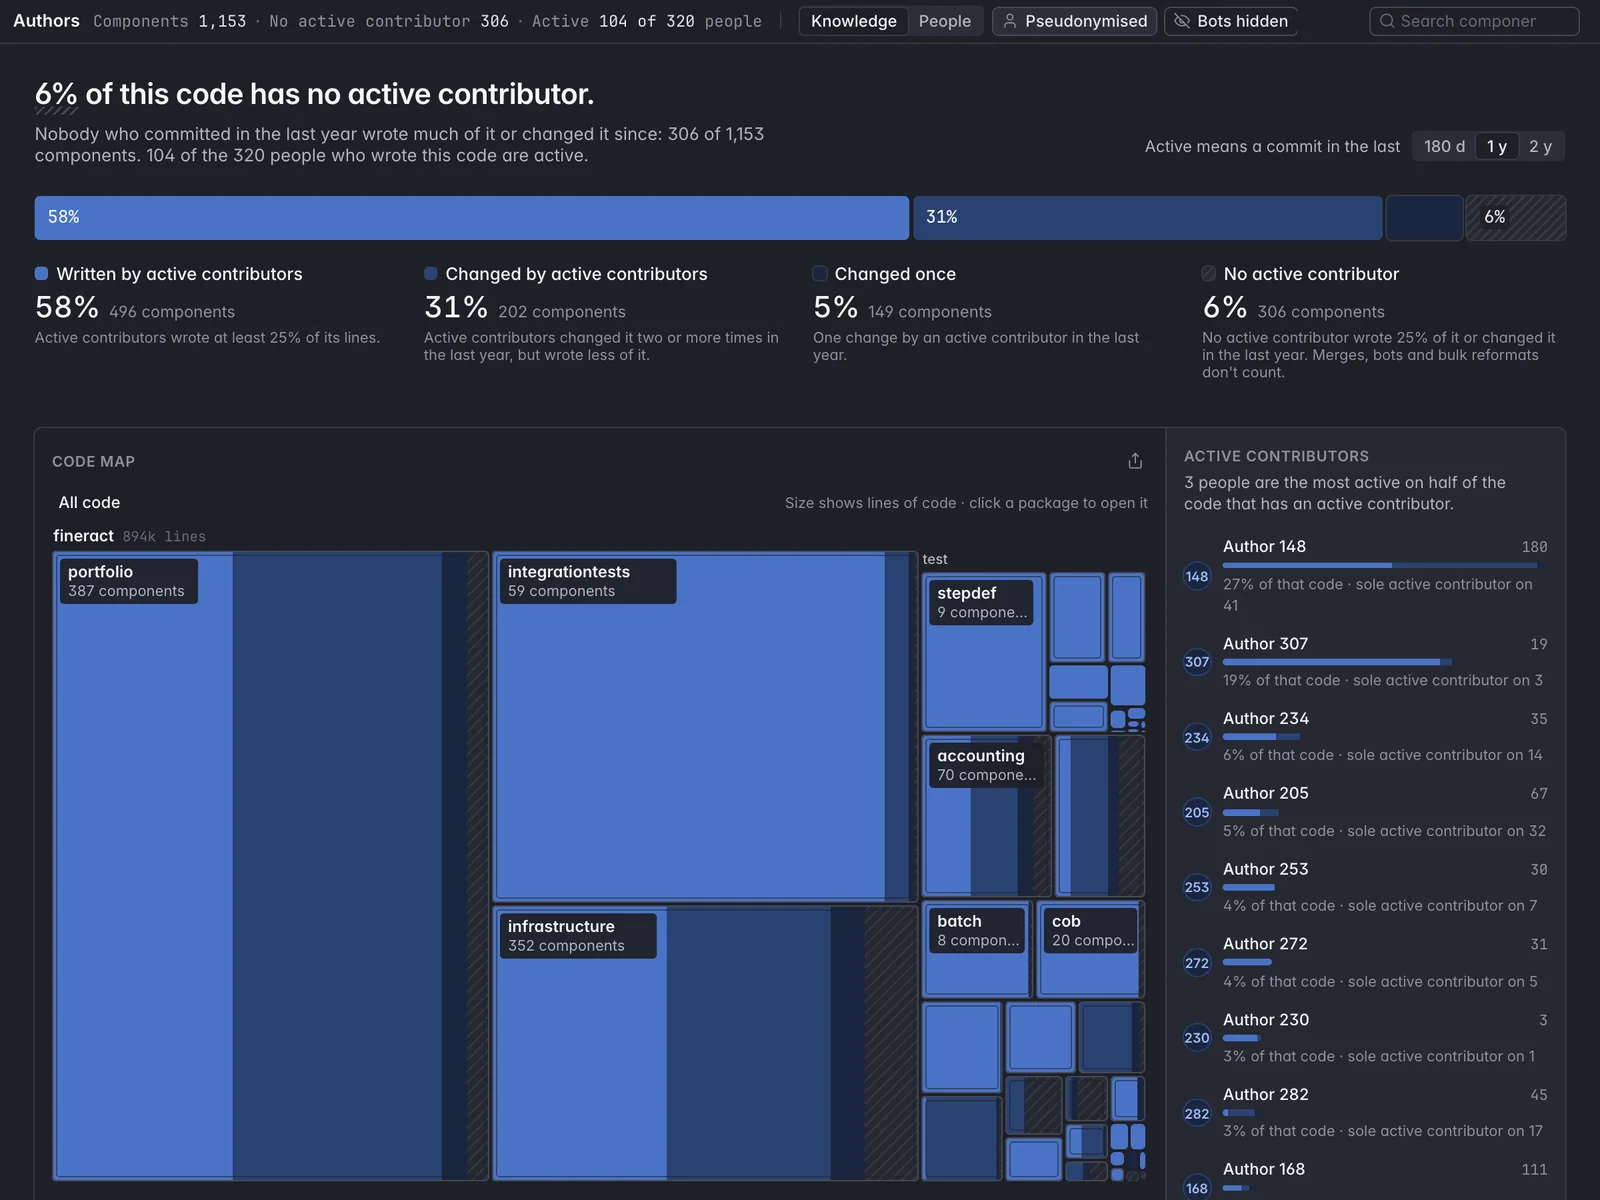 Authors Components 1,153 · No active contributor 306 · Active 104 of 320 people
Knowledge People Pseudonymised Bots hidden Search componer
6% of this code has no active contributor.
Nobody who committed in the last year wrote much of it or changed it since: 306 of 1,153
components. 104 of the 320 people who wrote this code are active.
Active means a commit in the last 180 d 1 y 2 y
58% 31% 6%
Written by active contributors
58% 496 components
Active contributors wrote at least 25% of its lines.
Changed by active contributors
31% 202 components
Active contributors changed it two or more times in
the last year, but wrote less of it.
Changed once
5% 149 components
One change by an active contributor in the last
year.
No active contributor
6% 306 components
No active contributor wrote 25% of it or changed it
in the last year. Merges, bots and bulk reformats
don't count.
CODE MAP
All code
Size shows lines of code · click a package to open it
fineract 894k lines
portfolio
387 components
integrationtests
59 components
infrastructure
352 components
test
stepdef
9 compone...
accounting
70 compone...
batch
8 compon...
cob
20 compo...
ACTIVE CONTRIBUTORS
3 people are the most active on half of the
code that has an active contributor.
148 Author 148 180
27% of that code · sole active contributor on
41
307 Author 307 19
19% of that code · sole active contributor on 3
234 Author 234 35
6% of that code · sole active contributor on 14
205 Author 205 67
5% of that code · sole active contributor on 32
253 Author 253 30
4% of that code · sole active contributor on 7
272 Author 272 31
4% of that code · sole active contributor on 5
230 Author 230 3
3% of that code · sole active contributor on 1
282 Author 282 45
3% of that code · sole active contributor on 17
168 Author 168 111